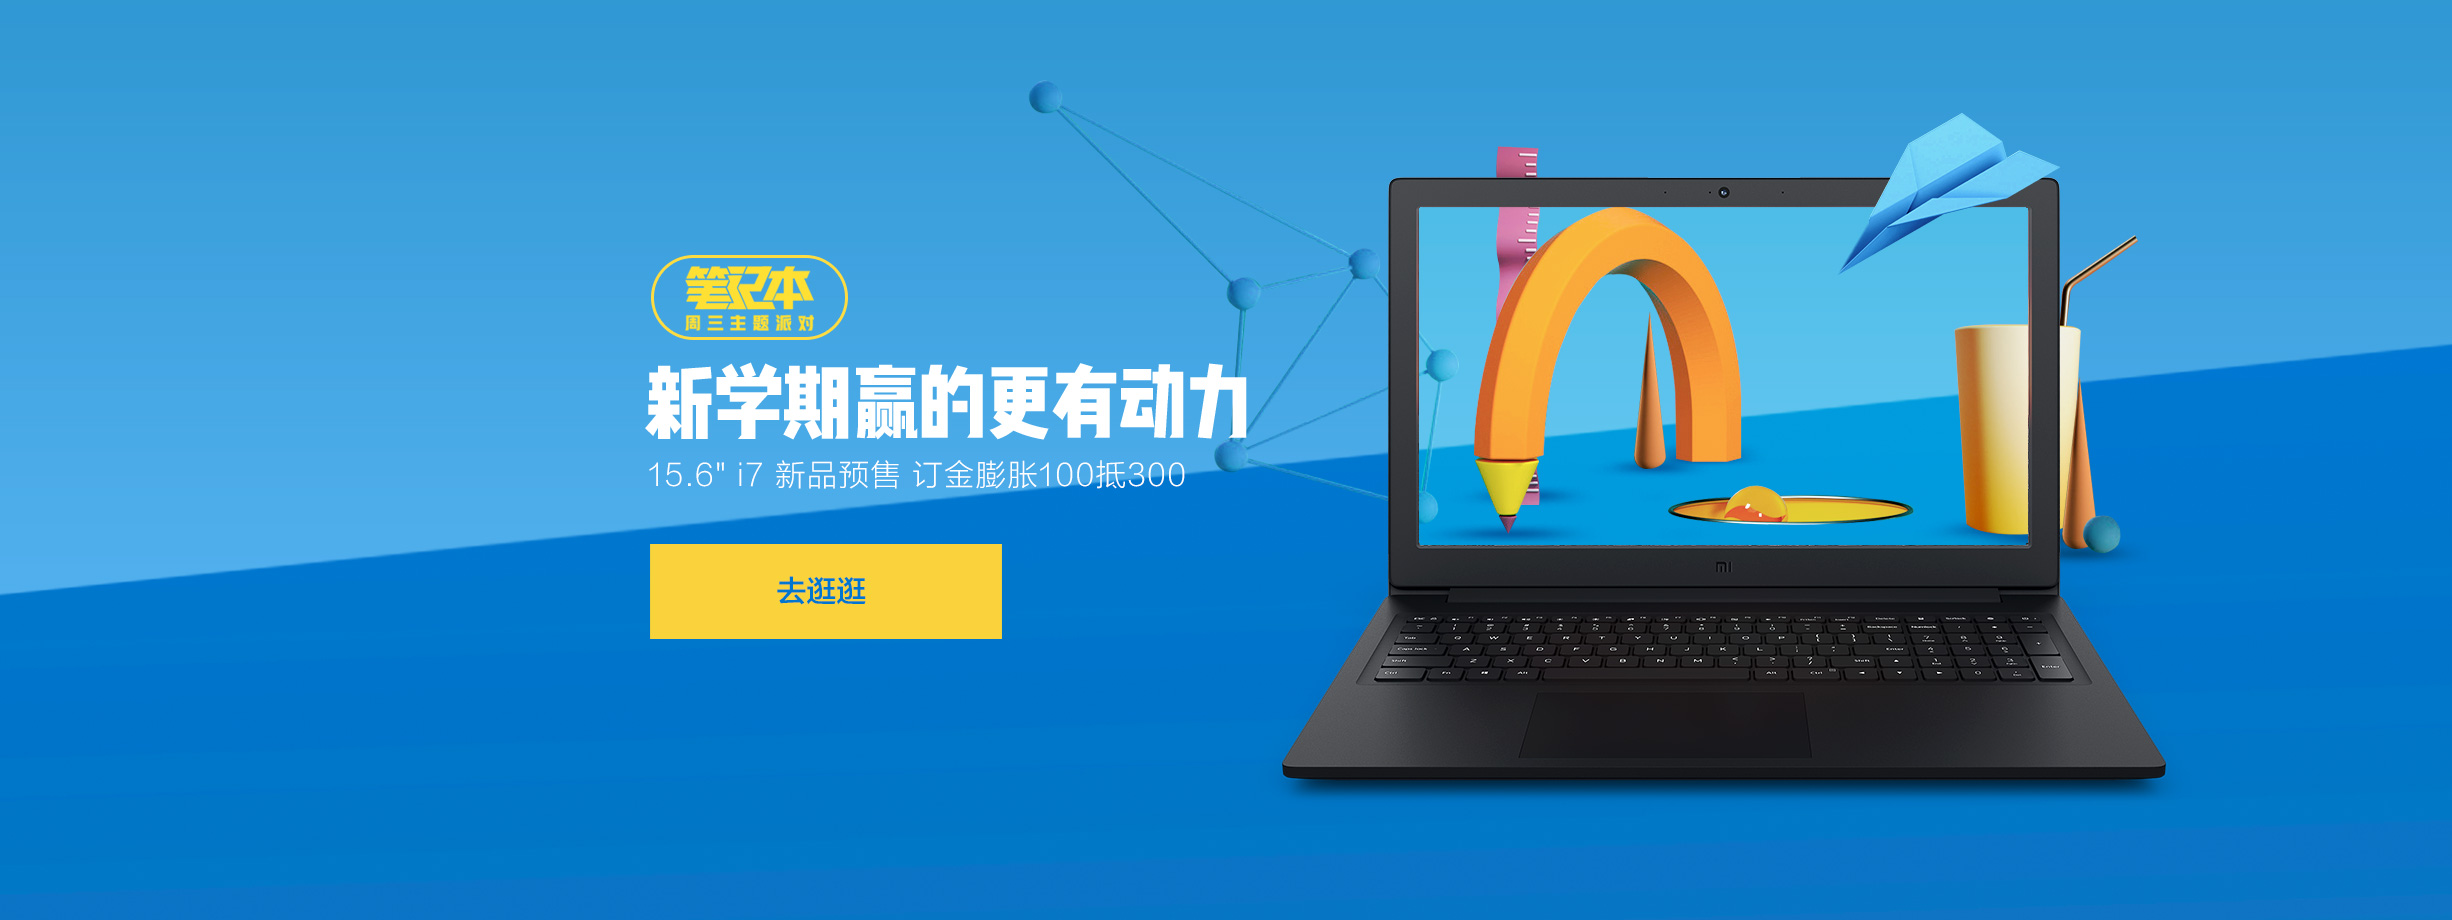 笔记本
周三主题派对
新学期赢的更有动力
15.6" i7 新品预售 订金膨胀100抵300
去逛逛
mi